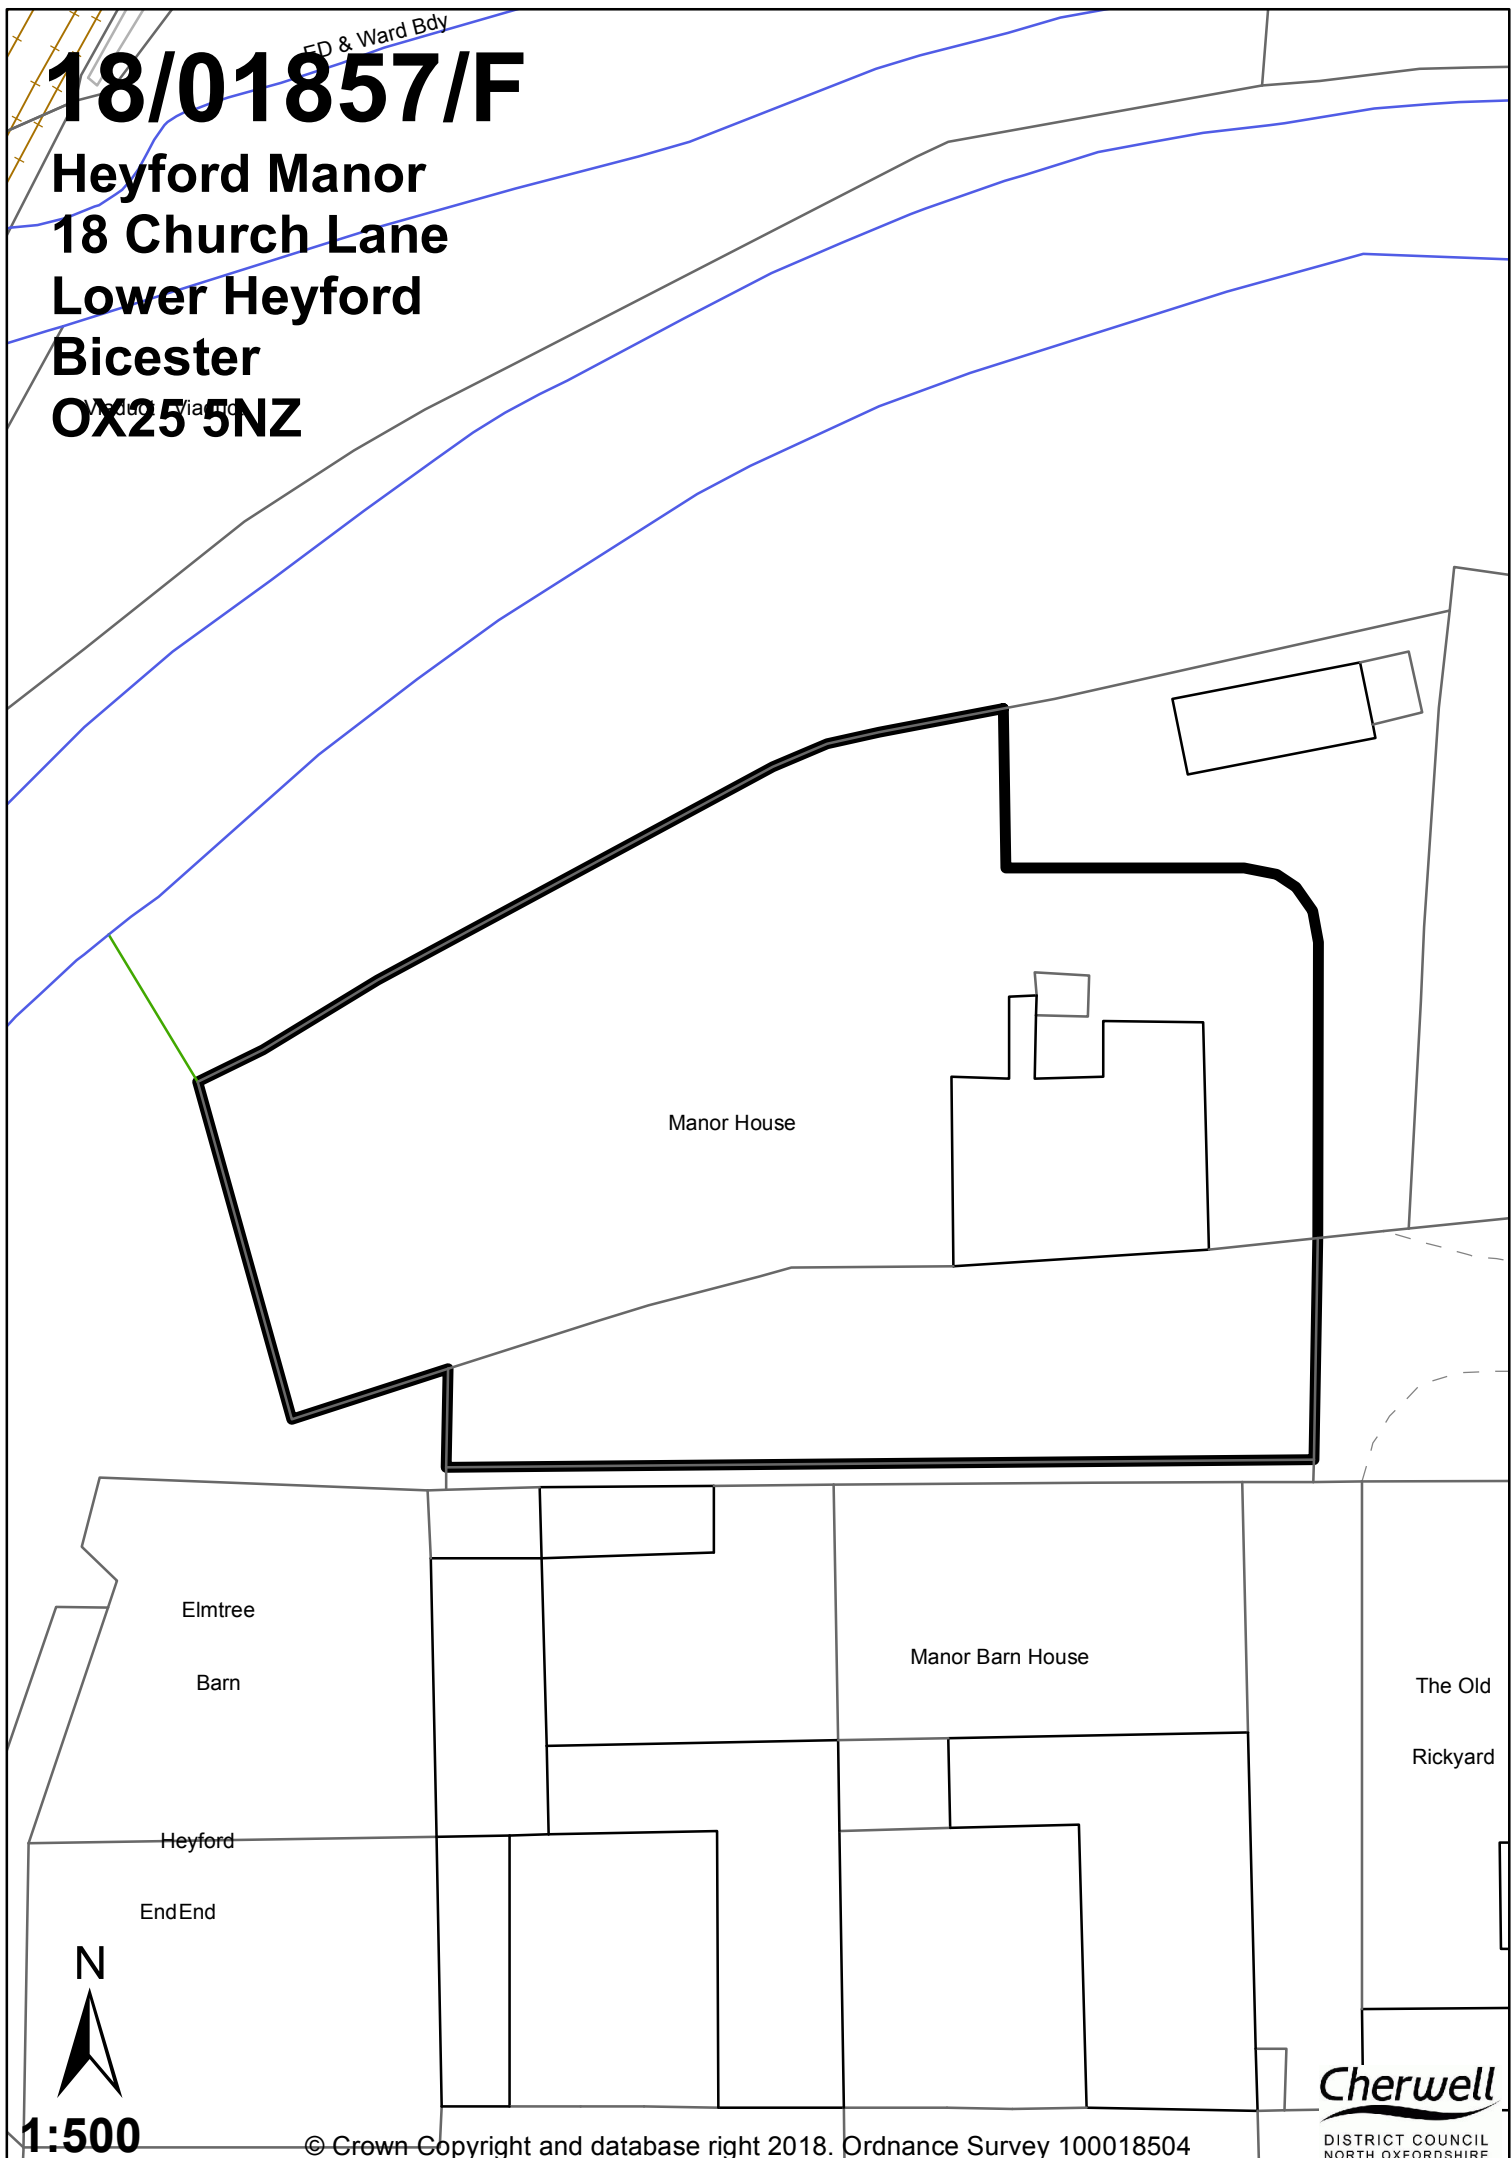 ED & Ward Bdy
18/01857/F
Heyford Manor
18 Church Lane
Lower Heyford
Bicester
Viaduct Viaduct
OX25 5NZ
Manor House
Elmtree
Barn
Manor Barn House
The Old
Rickyard
Heyford
End End
N
1:500
© Crown Copyright and database right 2018. Ordnance Survey 100018504
Cherwell
DISTRICT COUNCIL
NORTH OXFORDSHIRE